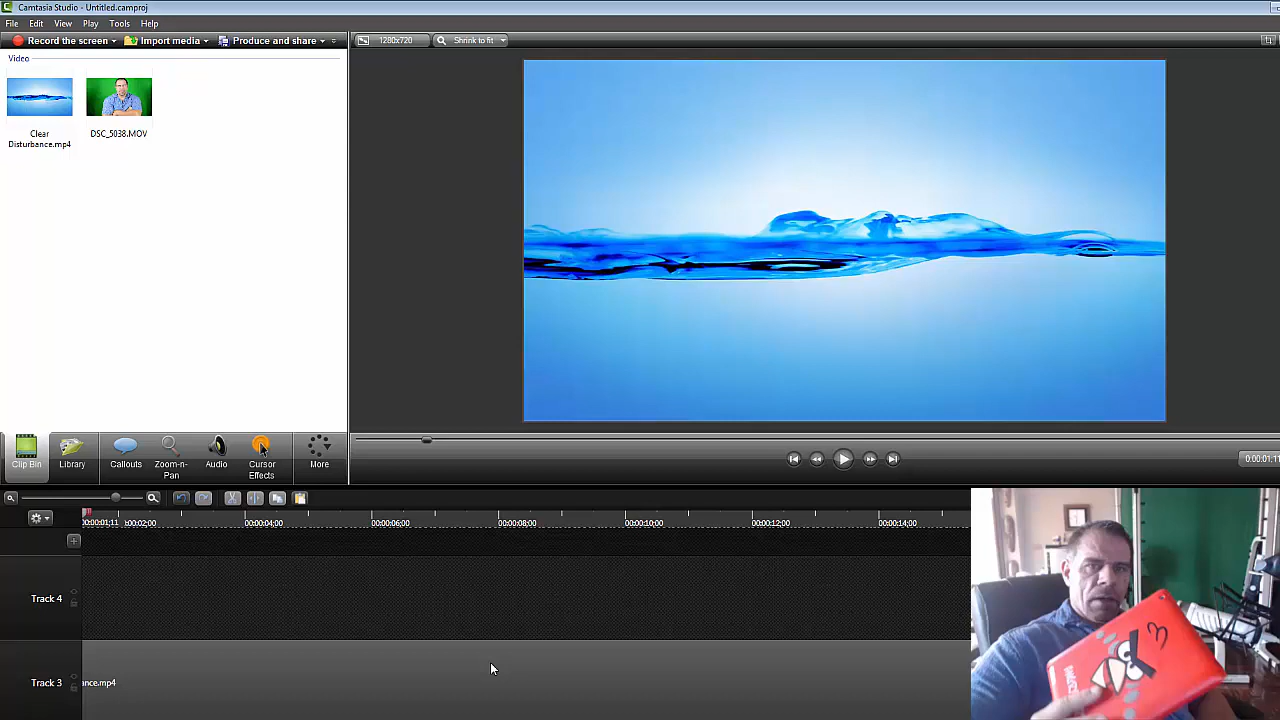 Camtasia Studio - Untitled.camproj
File Edit View Play Tools Help
Record the screen Import media Produce and share 1280x720 Shrink to fit
Video
Clear Disturbance.mp4
DSC_5038.MOV
Clip Bin Library Callouts Zoom-n-Pan Audio Cursor Effects More
0:00:01:11
00:00:01;11 00:02;00 00:00:04;00 00:00:06;00 00:00:08;00 00:00:10;00 00:00:12;00 00:00:14;00
Track 4
Track 3 ance.mp4
3